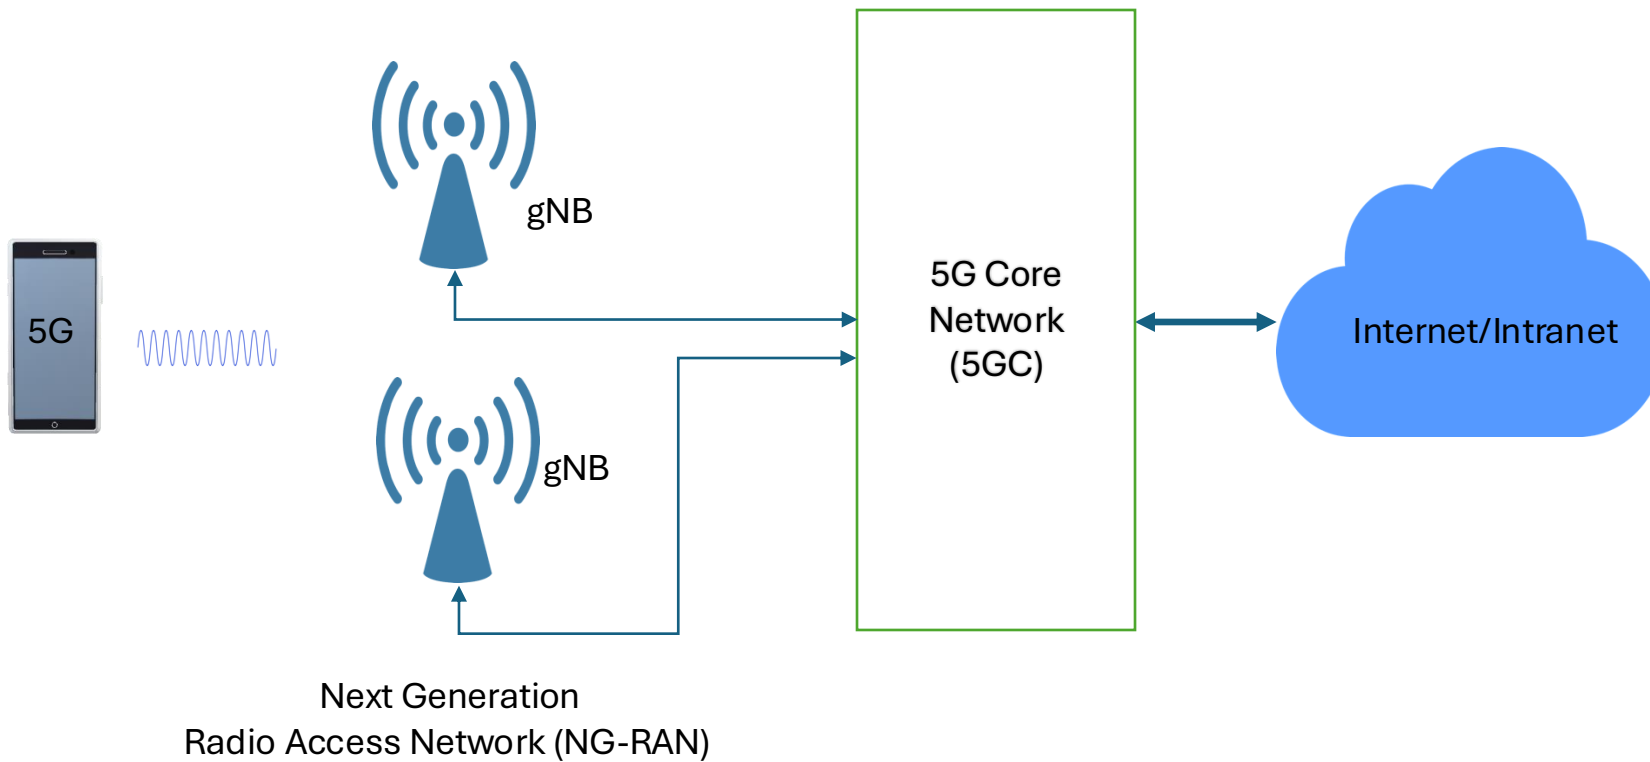 5G
gNB
gNB
5G Core
Network
(5GC)
Internet/Intranet
Next Generation
Radio Access Network (NG-RAN)